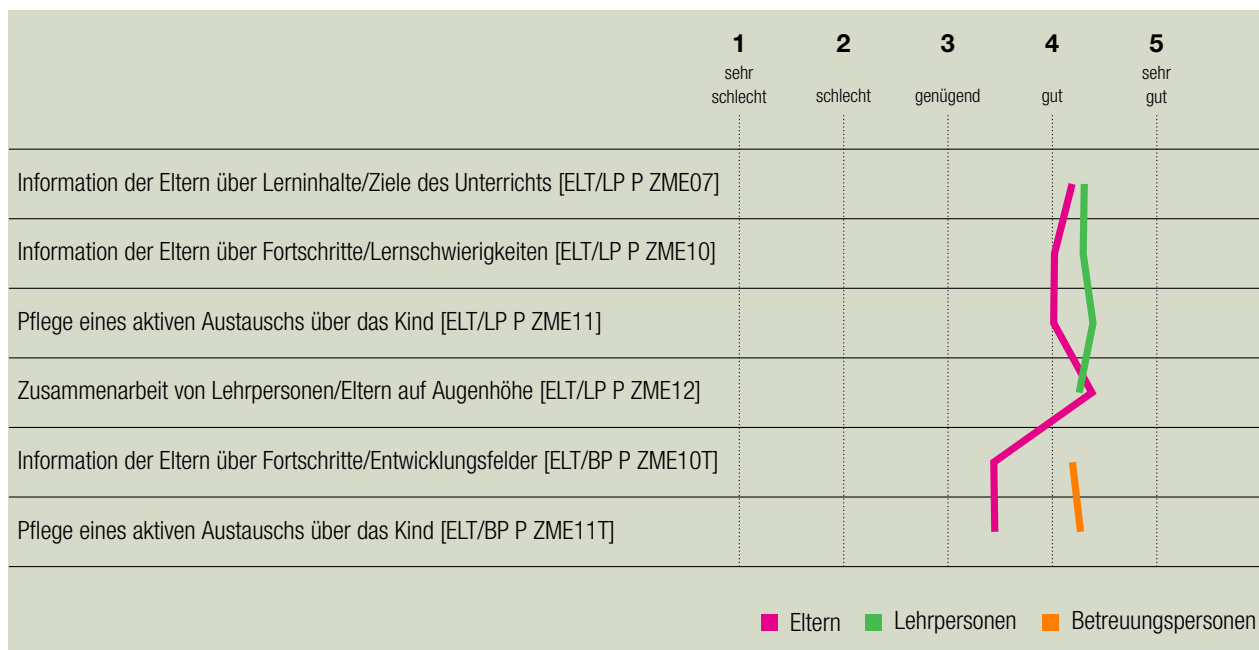 1 2 3 4 5
sehr schlecht schlecht genügend gut sehr gut
Information der Eltern über Lerninhalte/Ziele des Unterrichts [ELT/LP P ZME07]
Information der Eltern über Fortschritte/Lernschwierigkeiten [ELT/LP P ZME10]
Pflege eines aktiven Austauschs über das Kind [ELT/LP P ZME11]
Zusammenarbeit von Lehrpersonen/Eltern auf Augenhöhe [ELT/LP P ZME12]
Information der Eltern über Fortschritte/Entwicklungsfelder [ELT/BP P ZME10T]
Pflege eines aktiven Austauschs über das Kind [ELT/BP P ZME11T]
Eltern Lehrpersonen Betreuungspersonen